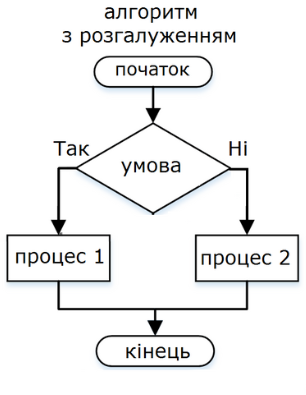 алгоритм
з розгалуженням
початок
Так
Ні
умова
процес 1
процес 2
кінець